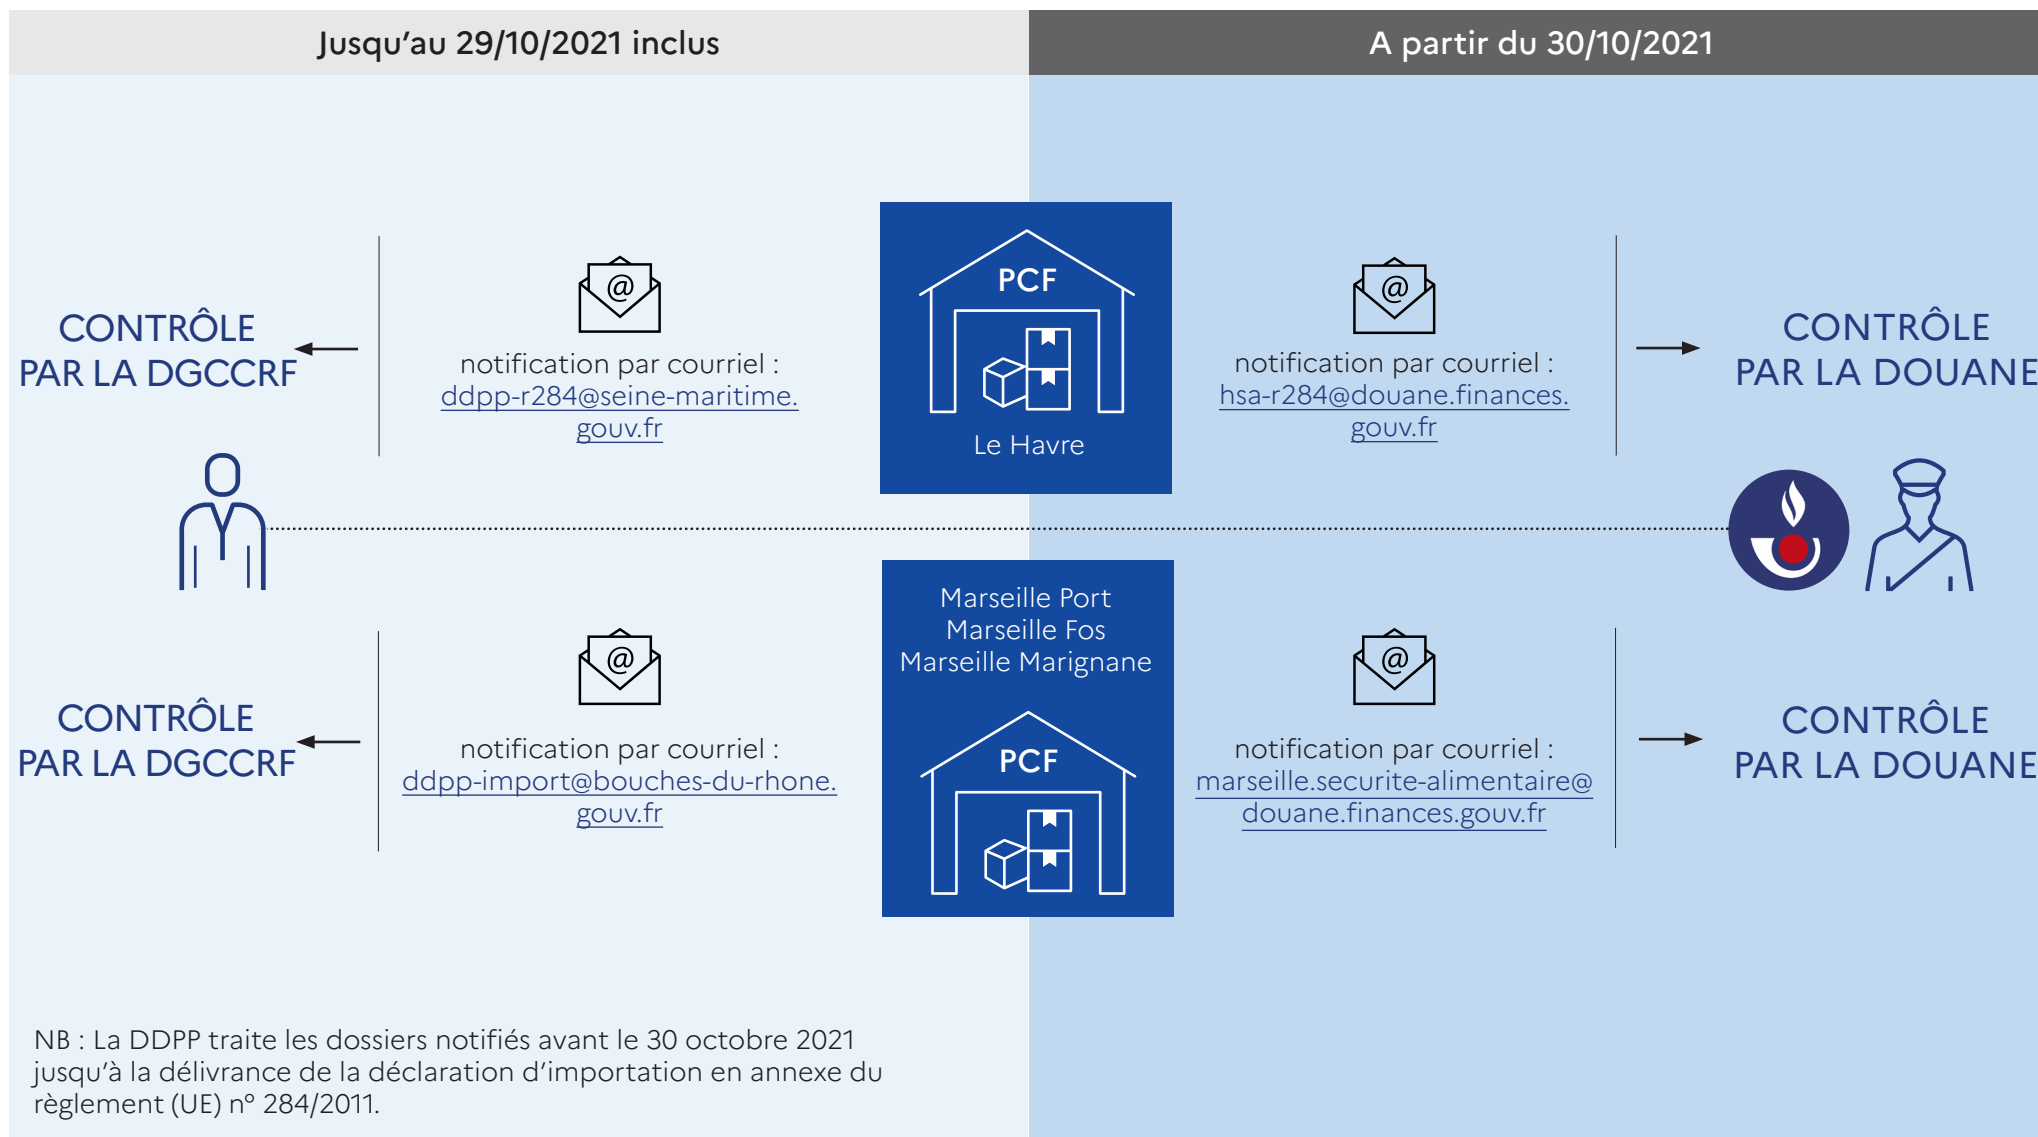 Jusqu’au 29/10/2021 inclus
A partir du 30/10/2021
CONTRÔLE
PAR LA DGCCRF
@
notification par courriel :
ddpp-r284@seine-maritime.
gouv.fr
PCF
Le Havre
@
notification par courriel :
hsa-r284@douane.finances.
gouv.fr
CONTRÔLE
PAR LA DOUANE
CONTRÔLE
PAR LA DGCCRF
@
notification par courriel :
ddpp-import@bouches-du-rhone.
gouv.fr
Marseille Port
Marseille Fos
Marseille Marignane
PCF
@
notification par courriel :
marseille.securite-alimentaire@
douane.finances.gouv.fr
CONTRÔLE
PAR LA DOUANE
NB : La DDPP traite les dossiers notifiés avant le 30 octobre 2021
jusqu’à la délivrance de la déclaration d’importation en annexe du
règlement (UE) n° 284/2011.